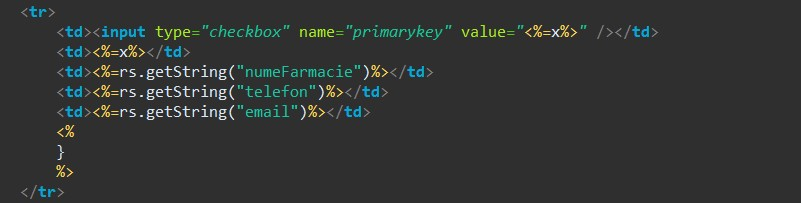 <tr>
<td><input type="checkbox" name="primarykey" value="<%=x%>" /></td>
<td><%=x%></td>
<td><%=rs.getString("numeFarmacie")%></td>
<td><%=rs.getString("telefon")%></td>
<td><%=rs.getString("email")%></td>
<%
}
%>
</tr>